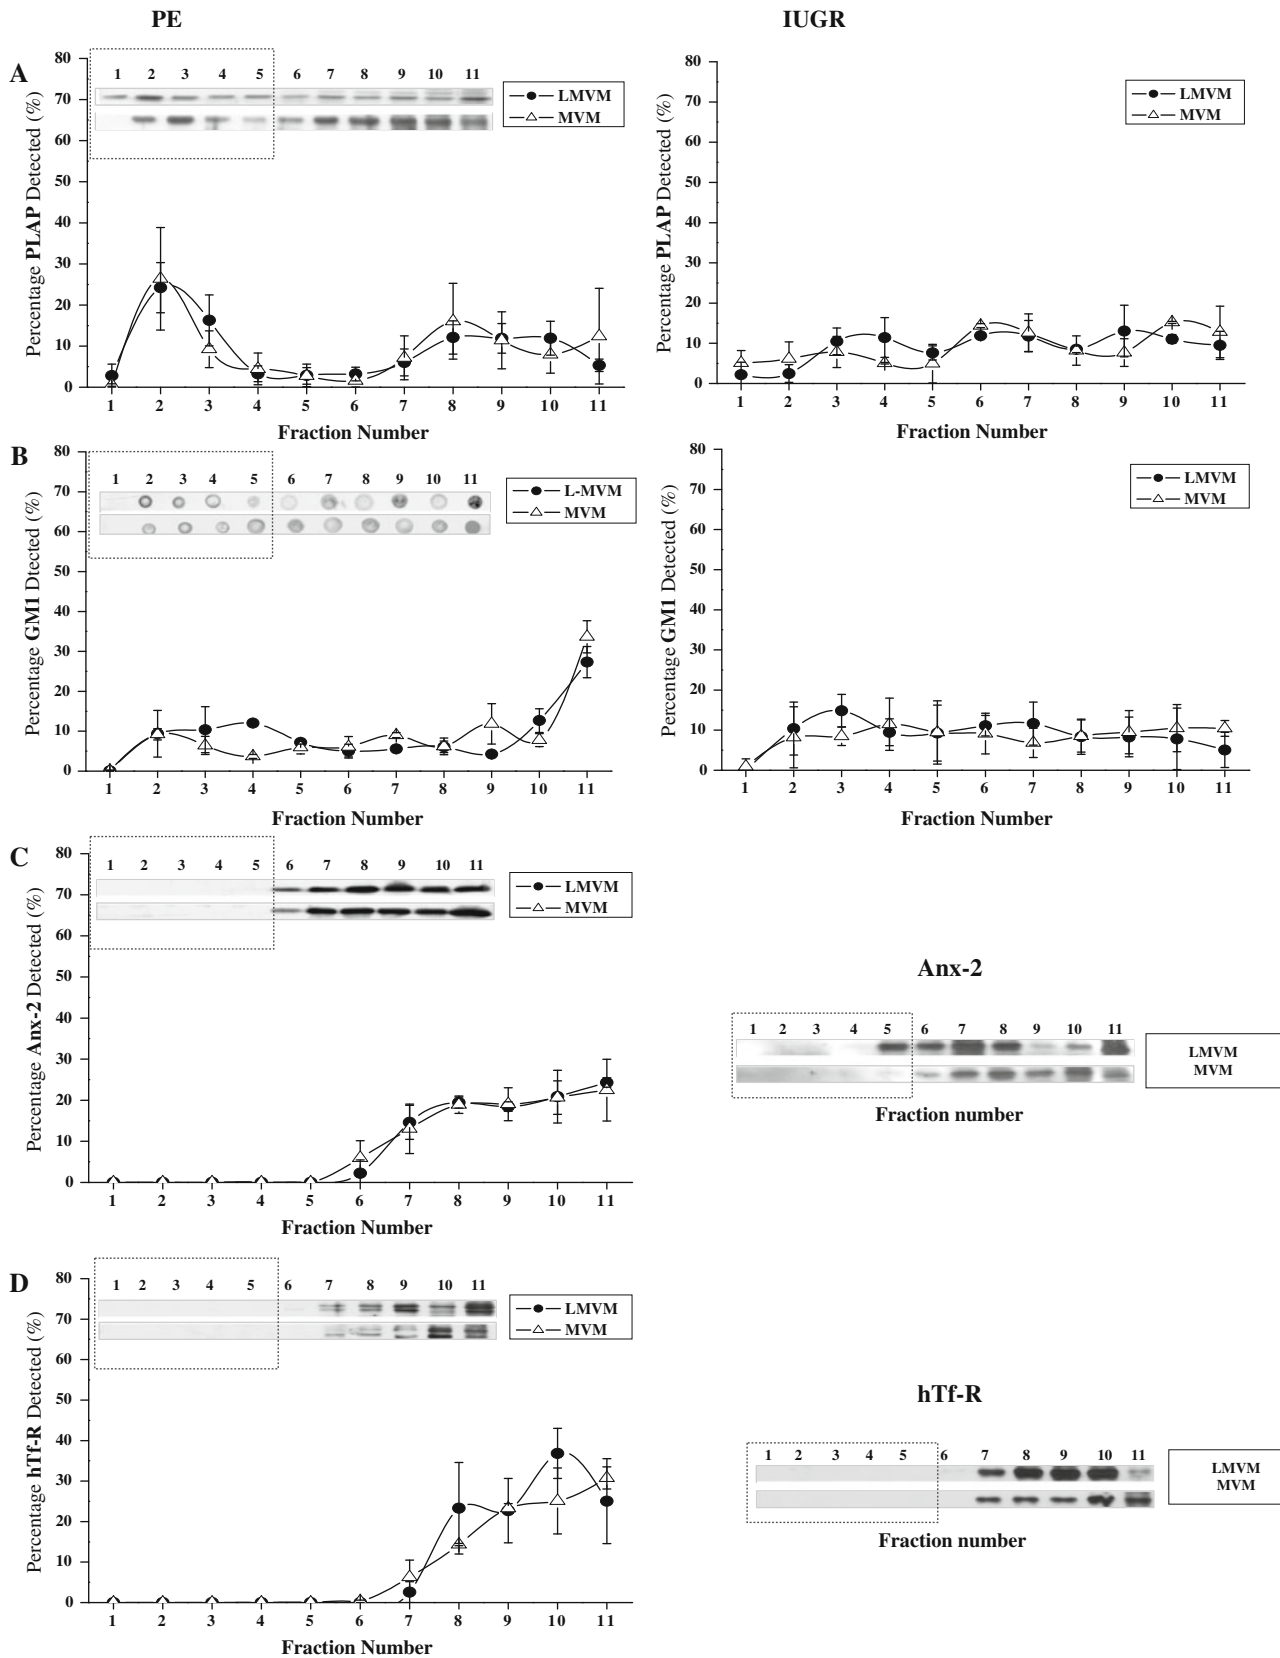 PE
IUGR
A
Percentage PLAP Detected (%)
80
70
60
50
40
30
20
10
0
1 2 3 4 5 6 7 8 9 10 11
LMVM
MVM
1 2 3 4 5 6 7 8 9 10 11
Fraction Number
Percentage PLAP Detected (%)
80
70
60
50
40
30
20
10
0
LMVM
MVM
1 2 3 4 5 6 7 8 9 10 11
Fraction Number
B
Percentage GM1 Dtected (%)
80
70
60
50
40
30
20
10
0
1 2 3 4 5 6 7 8 9 10 11
L-MVM
MVM
1 2 3 4 5 6 7 8 9 10 11
Fraction Number
Percentage GM1 Detected (%)
80
70
60
50
40
30
20
10
0
LMVM
MVM
1 2 3 4 5 6 7 8 9 10 11
Fraction Number
C
Percentage Anx-2 Detected (%)
80
70
60
50
40
30
20
10
0
1 2 3 4 5 6 7 8 9 10 11
LMVM
MVM
1 2 3 4 5 6 7 8 9 10 11
Fraction Number
Anx-2
1 2 3 4 5 6 7 8 9 10 11
LMVM
MVM
Fraction number
D
Percentage hTf-R Detected (%)
80
70
60
50
40
30
20
10
0
1 2 3 4 5 6 7 8 9 10 11
LMVM
MVM
1 2 3 4 5 6 7 8 9 10 11
Fraction Number
hTf-R
1 2 3 4 5 6 7 8 9 10 11
LMVM
MVM
Fraction number